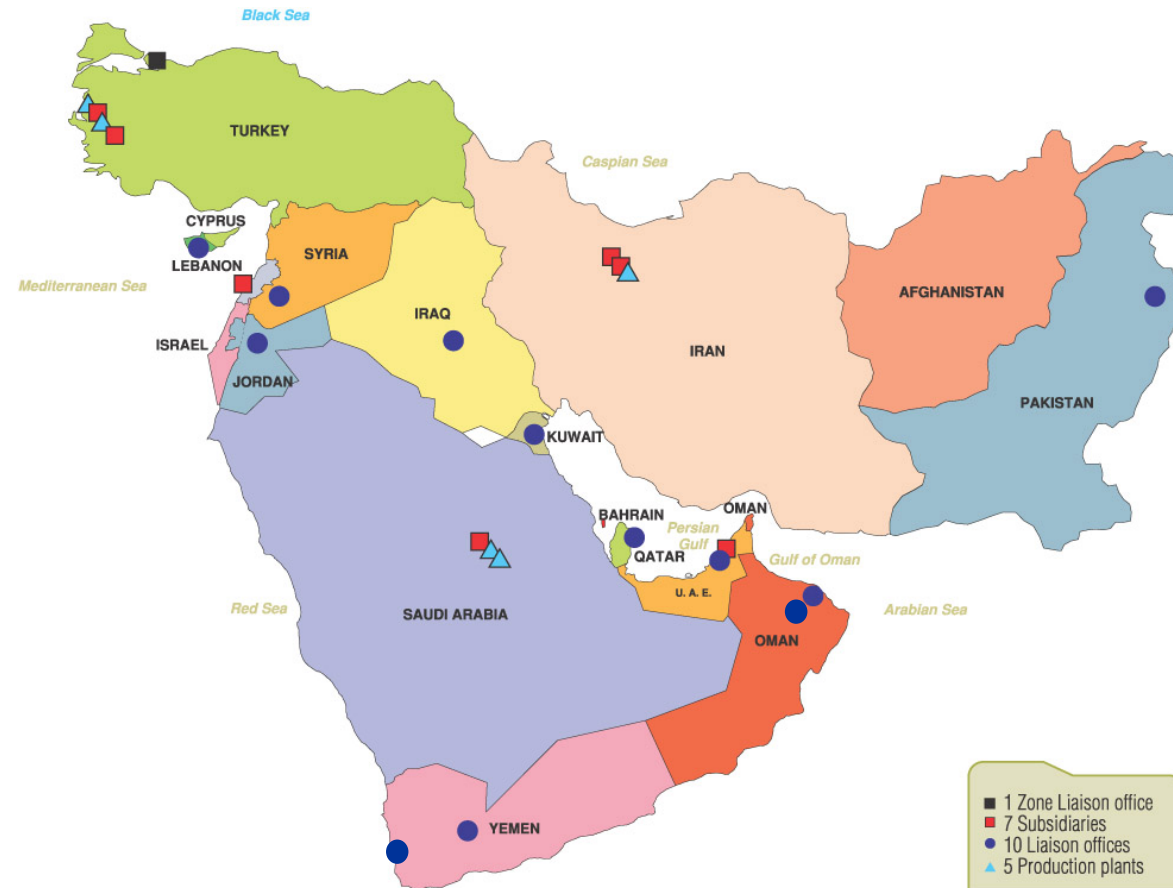 Black Sea
TURKEY
Caspian Sea
CYPRUS
LEBANON
SYRIA
Mediterranean Sea
AFGHANISTAN
IRAQ
ISRAEL
IRAN
JORDAN
PAKISTAN
KUWAIT
BAHRAIN
OMAN
Persian
Gulf
QATAR
Gulf of Oman
U. A. E.
Red Sea
SAUDI ARABIA
Arabian Sea
OMAN
YEMEN
1 Zone Liaison office
7 Subsidiaries
10 Liaison offices
5 Production plants